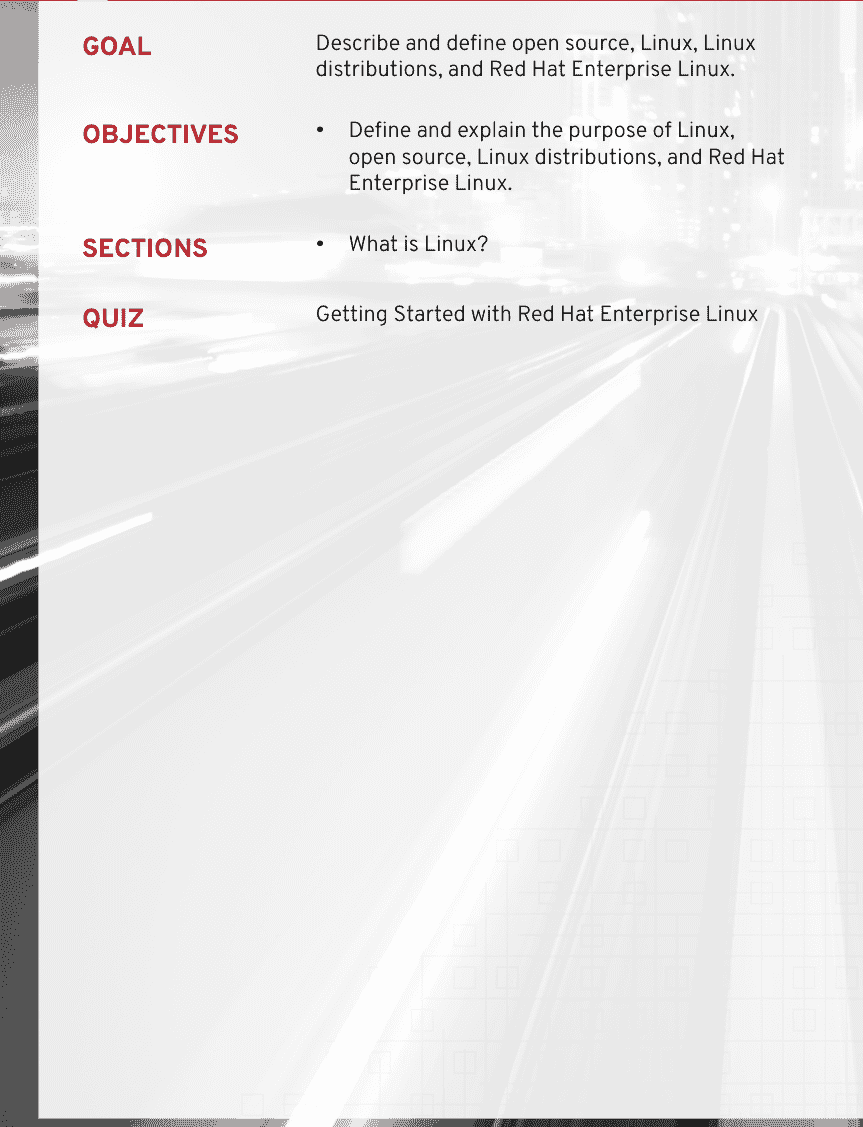 GOAL
Describe and define open source, Linux, Linux
distributions, and Red Hat Enterprise Linux.
OBJECTIVES
• Define and explain the purpose of Linux,
open source, Linux distributions, and Red Hat
Enterprise Linux.
SECTIONS
• What is Linux?
QUIZ
Getting Started with Red Hat Enterprise Linux